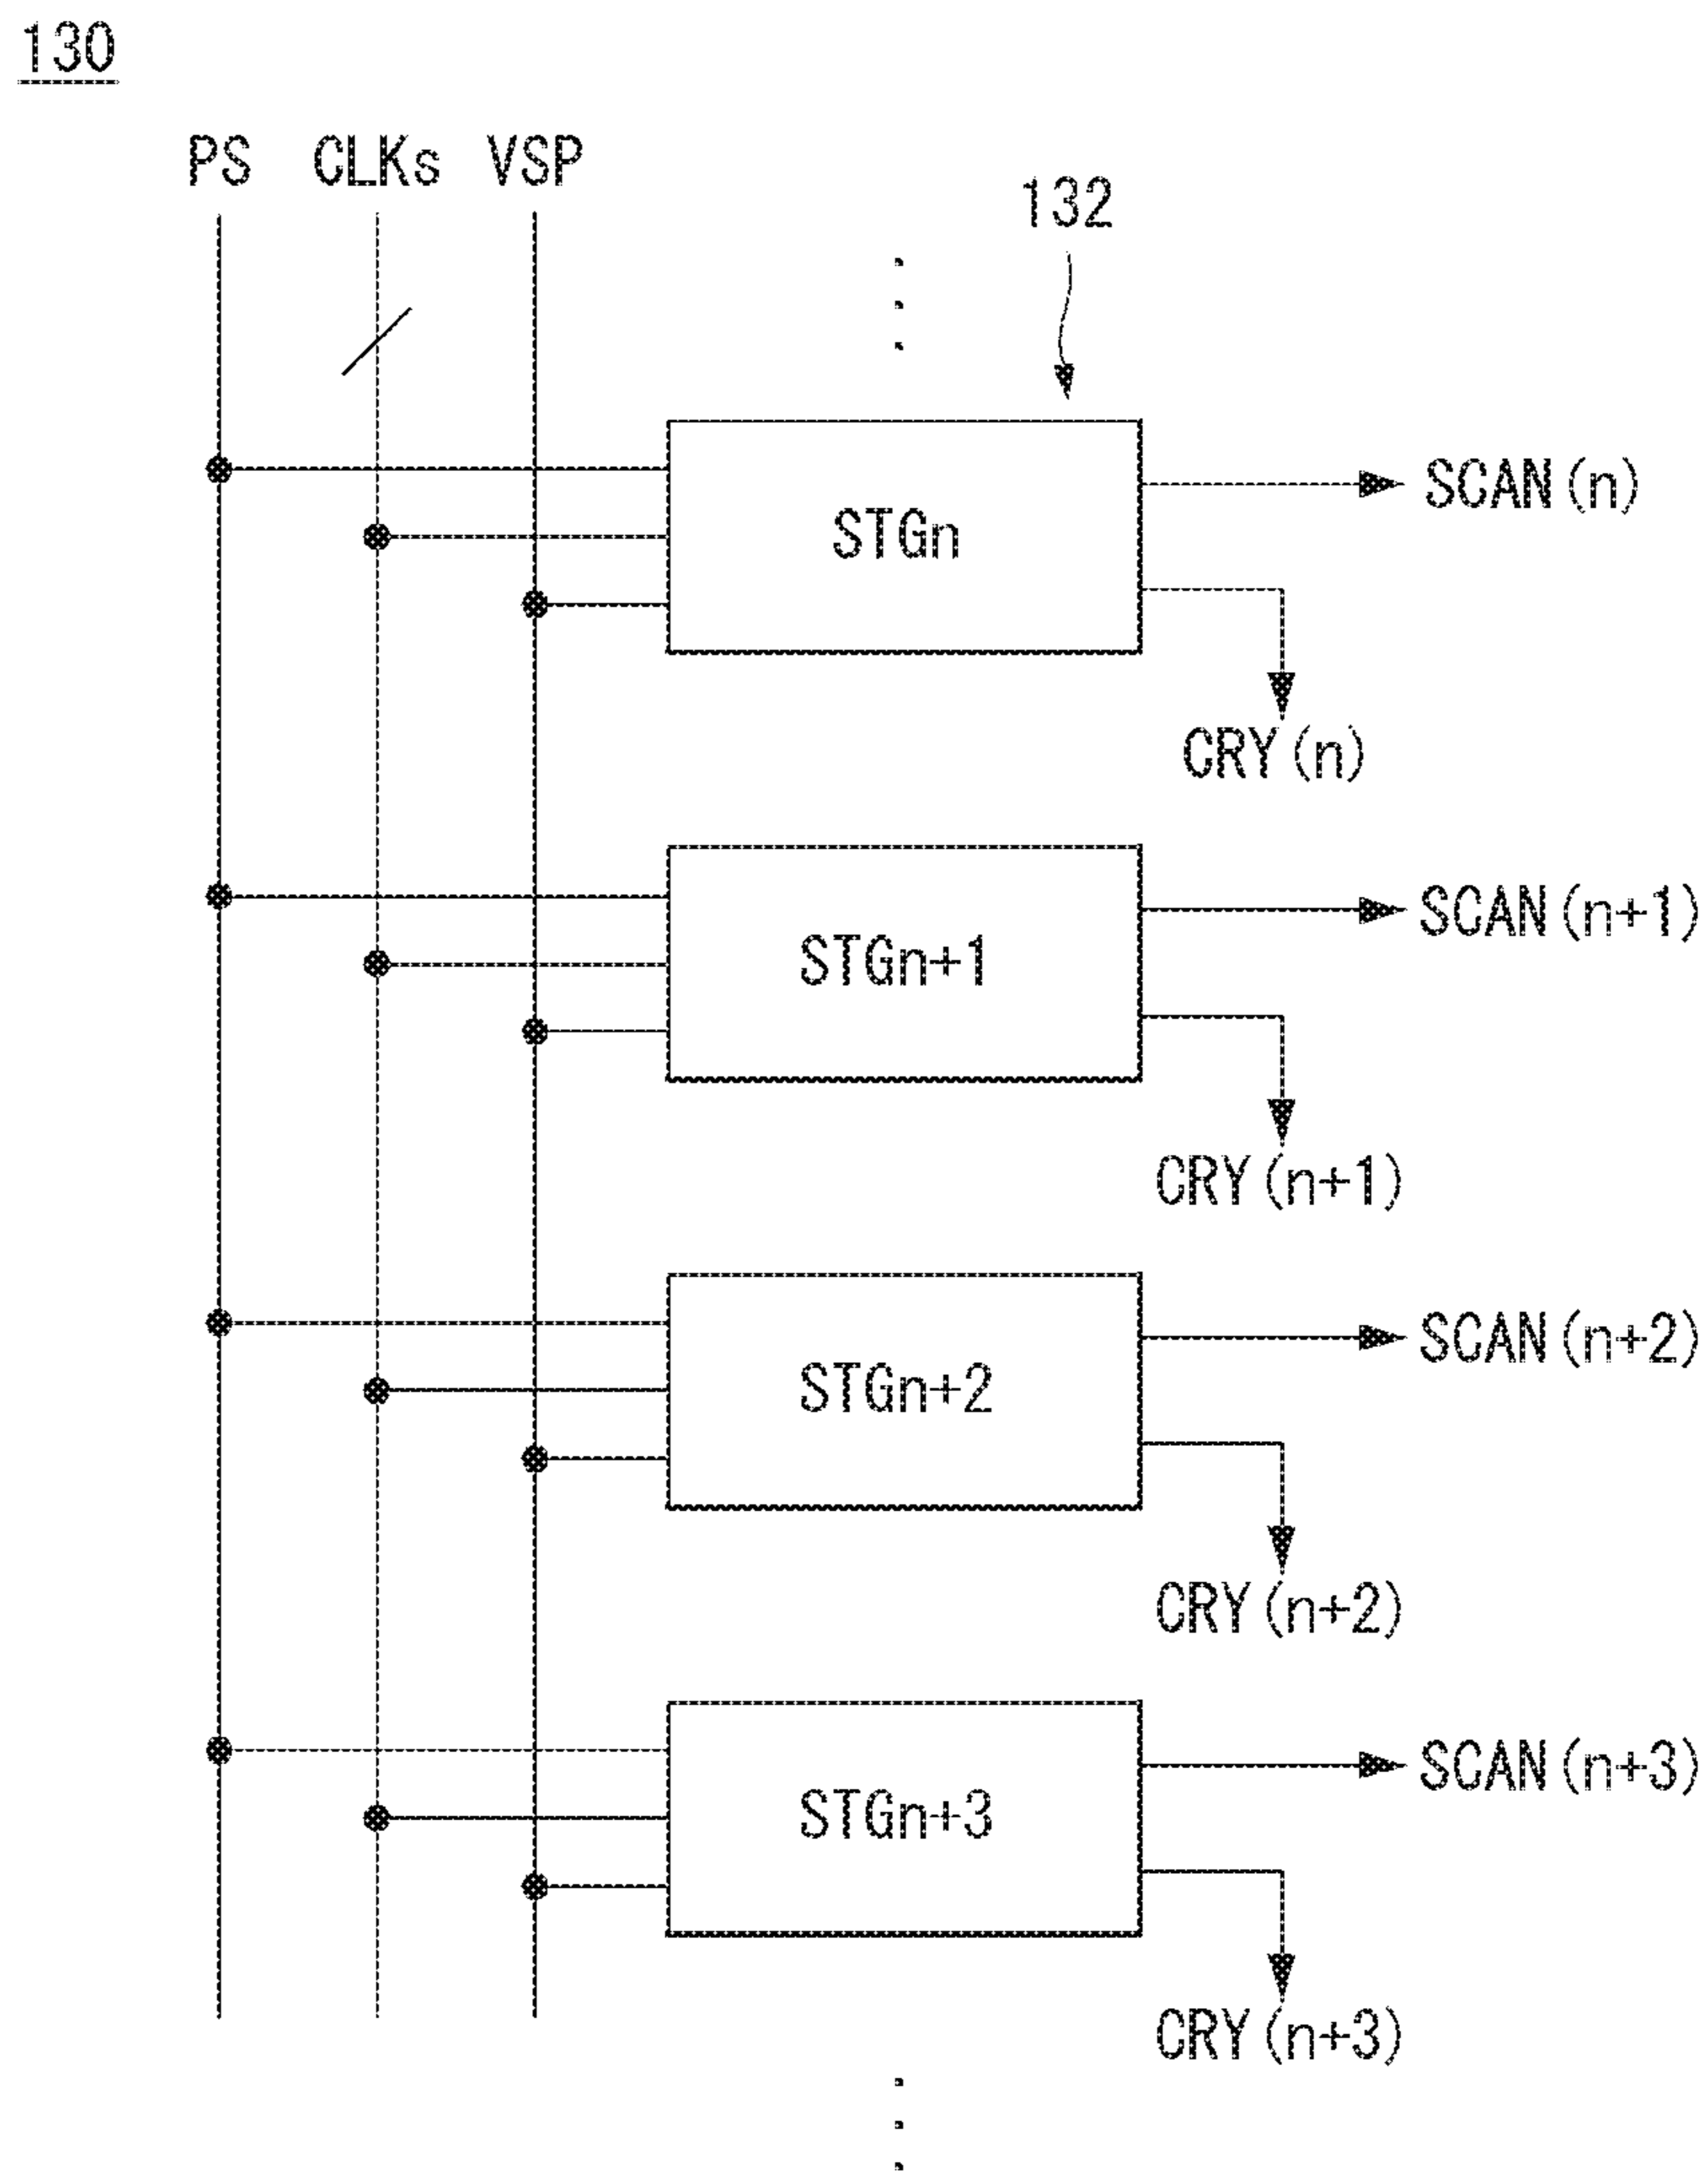 130
PS CLKs VSP
132
STGn
SCAN(n)
CRY(n)
STGn+1
SCAN(n+1)
CRY(n+1)
STGn+2
SCAN(n+2)
CRY(n+2)
STGn+3
SCAN(n+3)
CRY(n+3)